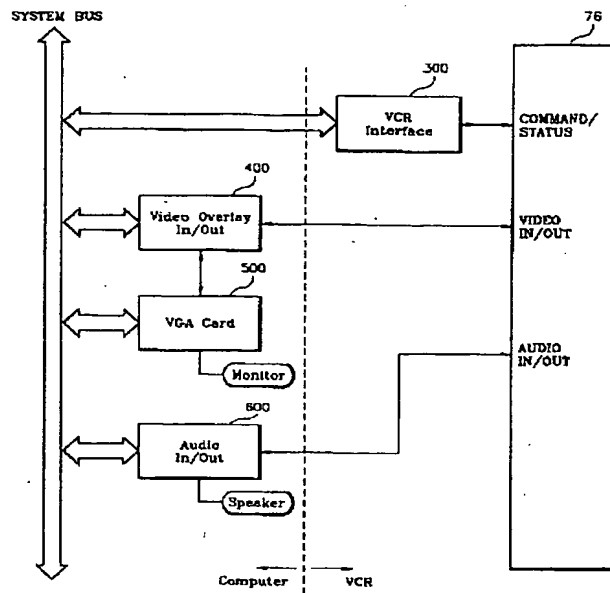 SYSTEM BUS
76
300
VCR
Interface
COMMAND/
STATUS
400
Video Overlay
In/Out
VIDEO
IN/OUT
500
VGA Card
Monitor
AUDIO
IN/OUT
600
Audio
In/Out
Speaker
Computer
VCR